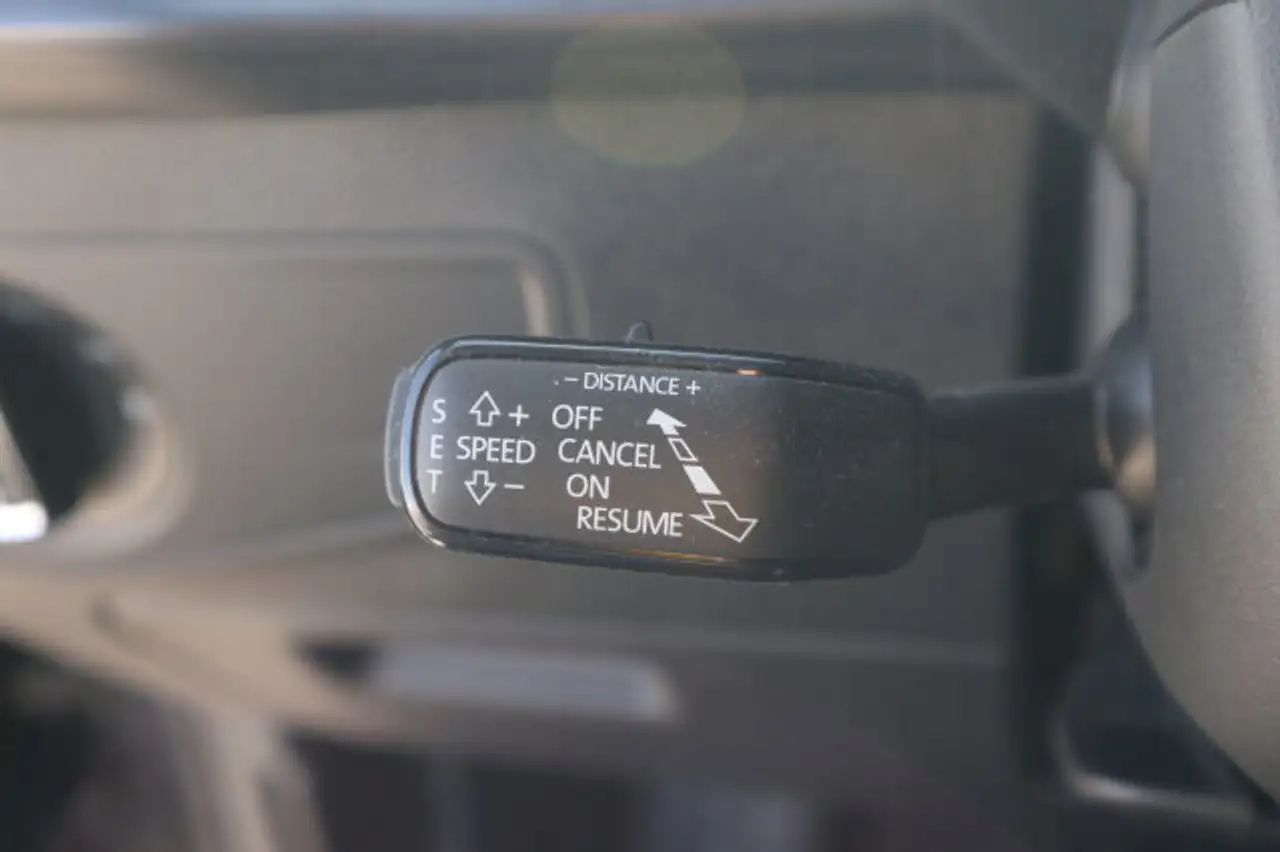 – DISTANCE +
S + OFF
E SPEED CANCEL
T – ON
RESUME